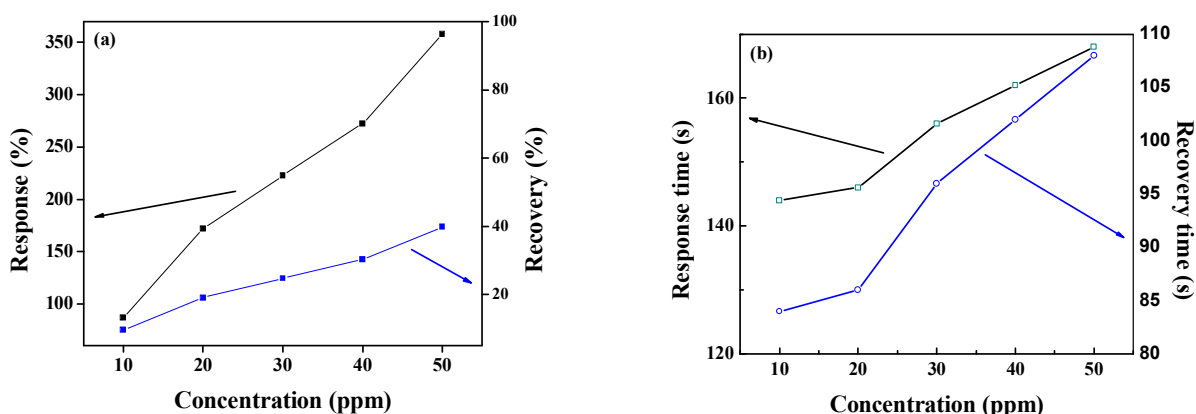 (a)
Response (%)
350
300
250
200
150
100
100
80
60
40
20
Recovery (%)
10 20 30 40 50
Concentration (ppm)
(b)
Response time (s)
160
140
120
110
105
100
95
90
85
80
Recovery time (s)
10 20 30 40 50
Concentration (ppm)